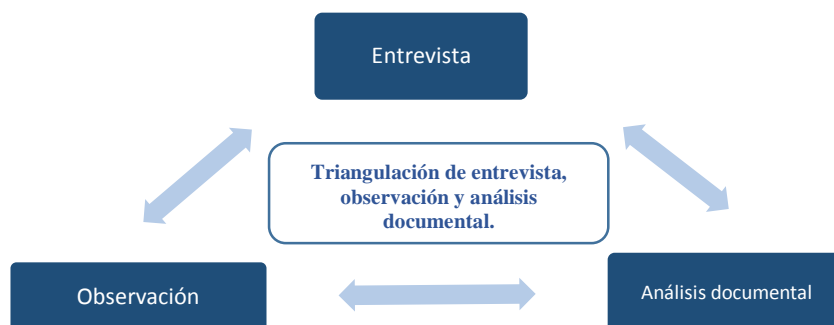 Entrevista
Triangulación de entrevista,
observación y análisis
documental.
Observación
Análisis documental